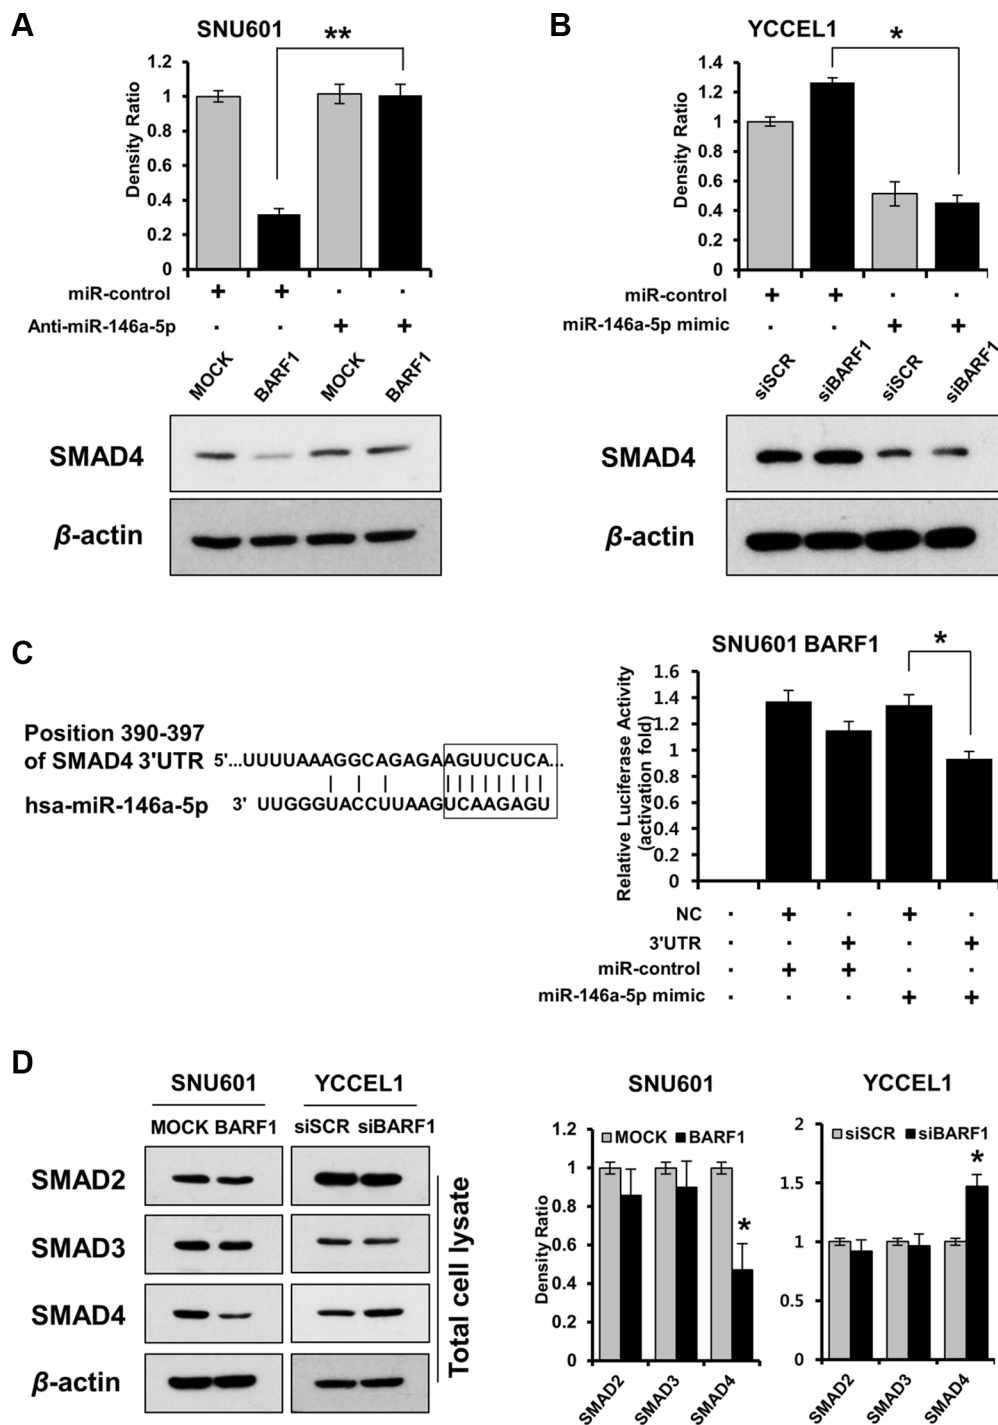 A
SNU601
**
Density Ratio
1.2
1
0.8
0.6
0.4
0.2
0
miR-control + + . .
Anti-miR-146a-5p . . + +
MOCK BARF1 MOCK BARF1
SMAD4
β-actin
B
YCCEL1
*
Density Ratio
1.4
1.2
1
0.8
0.6
0.4
0.2
0
miR-control + + . .
miR-146a-5p mimic . . + +
siSCR siBARF1 siSCR siBARF1
SMAD4
β-actin
C
Position 390-397
of SMAD4 3'UTR 5'...UUUUAAAGGCAGAGAAGUUCUCA...
hsa-miR-146a-5p 3' UUGGGUACCUUAAGUCAAGAGU
SNU601 BARF1
*
Relative Luciferase Activity
(activation fold)
1.6
1.4
1.2
1
0.8
0.6
0.4
0.2
0
NC . + . + .
3'UTR . . + . +
miR-control . + + . .
miR-146a-5p mimic . . . + +
D
SNU601 YCCEL1
MOCK BARF1 siSCR siBARF1
SMAD2
SMAD3
SMAD4
β-actin
Total cell lysate
SNU601
MOCK BARF1
*
Density Ratio
1.2
1
0.8
0.6
0.4
0.2
0
SMAD2 SMAD3 SMAD4
YCCEL1
siSCR siBARF1
*
2
1.5
1
0.5
0
SMAD2 SMAD3 SMAD4